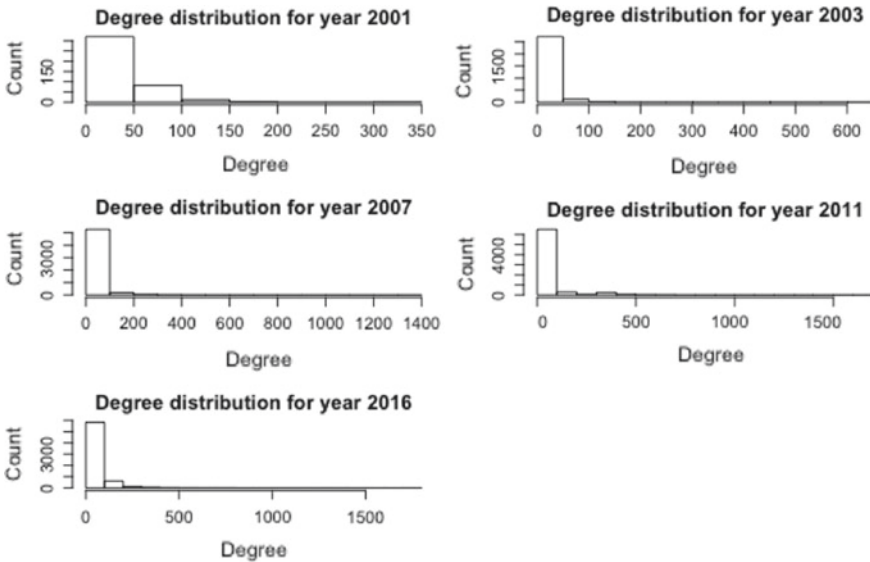 Degree distribution for year 2001
Count
0 150
0 50 100 150 200 250 300 350
Degree
Degree distribution for year 2003
Count
0 1500
0 100 200 300 400 500 600
Degree
Degree distribution for year 2007
Count
0 3000
0 200 400 600 800 1000 1200 1400
Degree
Degree distribution for year 2011
Count
0 4000
0 500 1000 1500
Degree
Degree distribution for year 2016
Count
0 3000
0 500 1000 1500
Degree